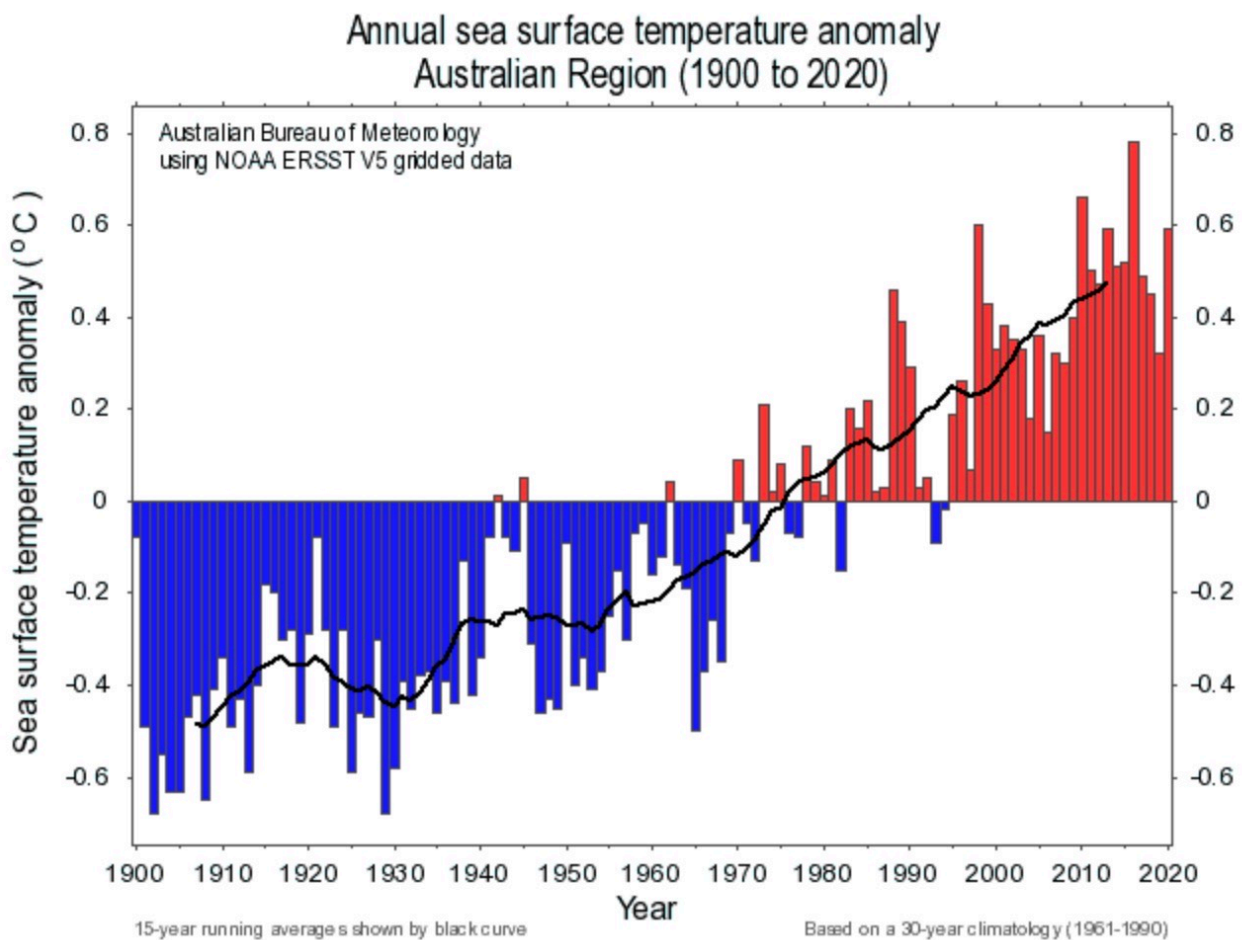 Annual sea surface temperature anomaly
Australian Region (1900 to 2020)
Australian Bureau of Meteorology
using NOAA ERSST V5 gridded data
Sea surface temperature anomaly (°C)
0.8
0.6
0.4
0.2
0
-0.2
-0.4
-0.6
0.8
0.6
0.4
0.2
0
-0.2
-0.4
-0.6
1900 1910 1920 1930 1940 1950 1960 1970 1980 1990 2000 2010 2020
Year
15-year running averages shown by black curve
Based on a 30-year climatology (1961-1990)